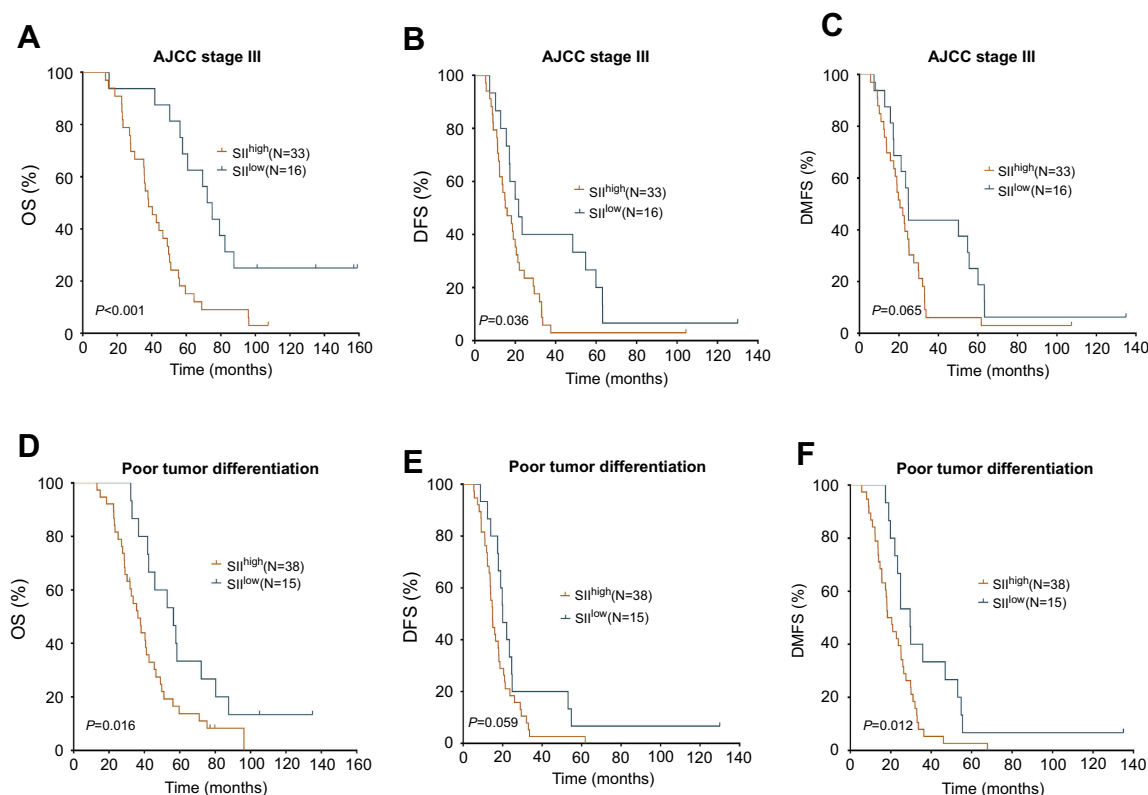 A
AJCC stage III
OS (%)
100
80
60
40
20
0
SII^high(N=33)
SII^low(N=16)
P<0.001
0 20 40 60 80 100 120 140 160
Time (months)
B
AJCC stage III
DFS (%)
100
80
60
40
20
0
SII^high(N=33)
SII^low(N=16)
P=0.036
0 20 40 60 80 100 120 140
Time (months)
C
AJCC stage III
DMFS (%)
100
80
60
40
20
0
SII^high(N=33)
SII^low(N=16)
P=0.065
0 20 40 60 80 100 120 140
Time (months)
D
Poor tumor differentiation
OS (%)
100
80
60
40
20
0
SII^high(N=38)
SII^low(N=15)
P=0.016
0 20 40 60 80 100 120 140 160
Time (months)
E
Poor tumor differentiation
DFS (%)
100
80
60
40
20
0
SII^high(N=38)
SII^low(N=15)
P=0.059
0 20 40 60 80 100 120 140
Time (months)
F
Poor tumor differentiation
DMFS (%)
100
80
60
40
20
0
SII^high(N=38)
SII^low(N=15)
P=0.012
0 20 40 60 80 100 120 140
Time (months)